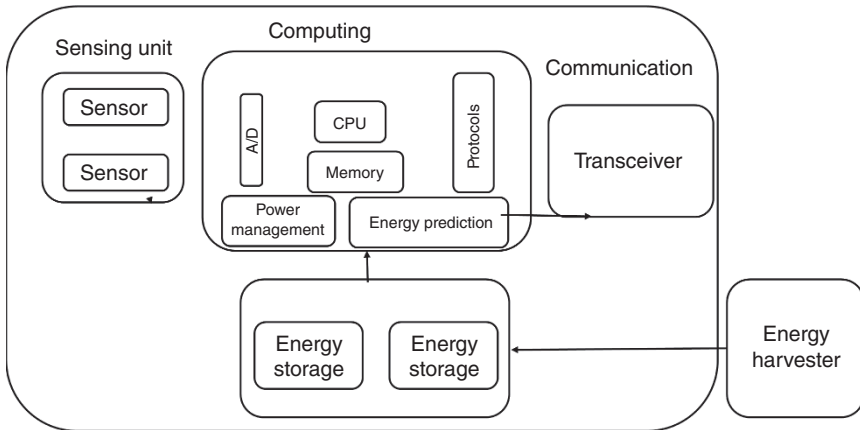 Sensing unit
Computing
Communication
Sensor
Sensor
A/D
CPU
Memory
Protocols
Power
management
Energy prediction
Transceiver
Energy
storage
Energy
storage
Energy
harvester